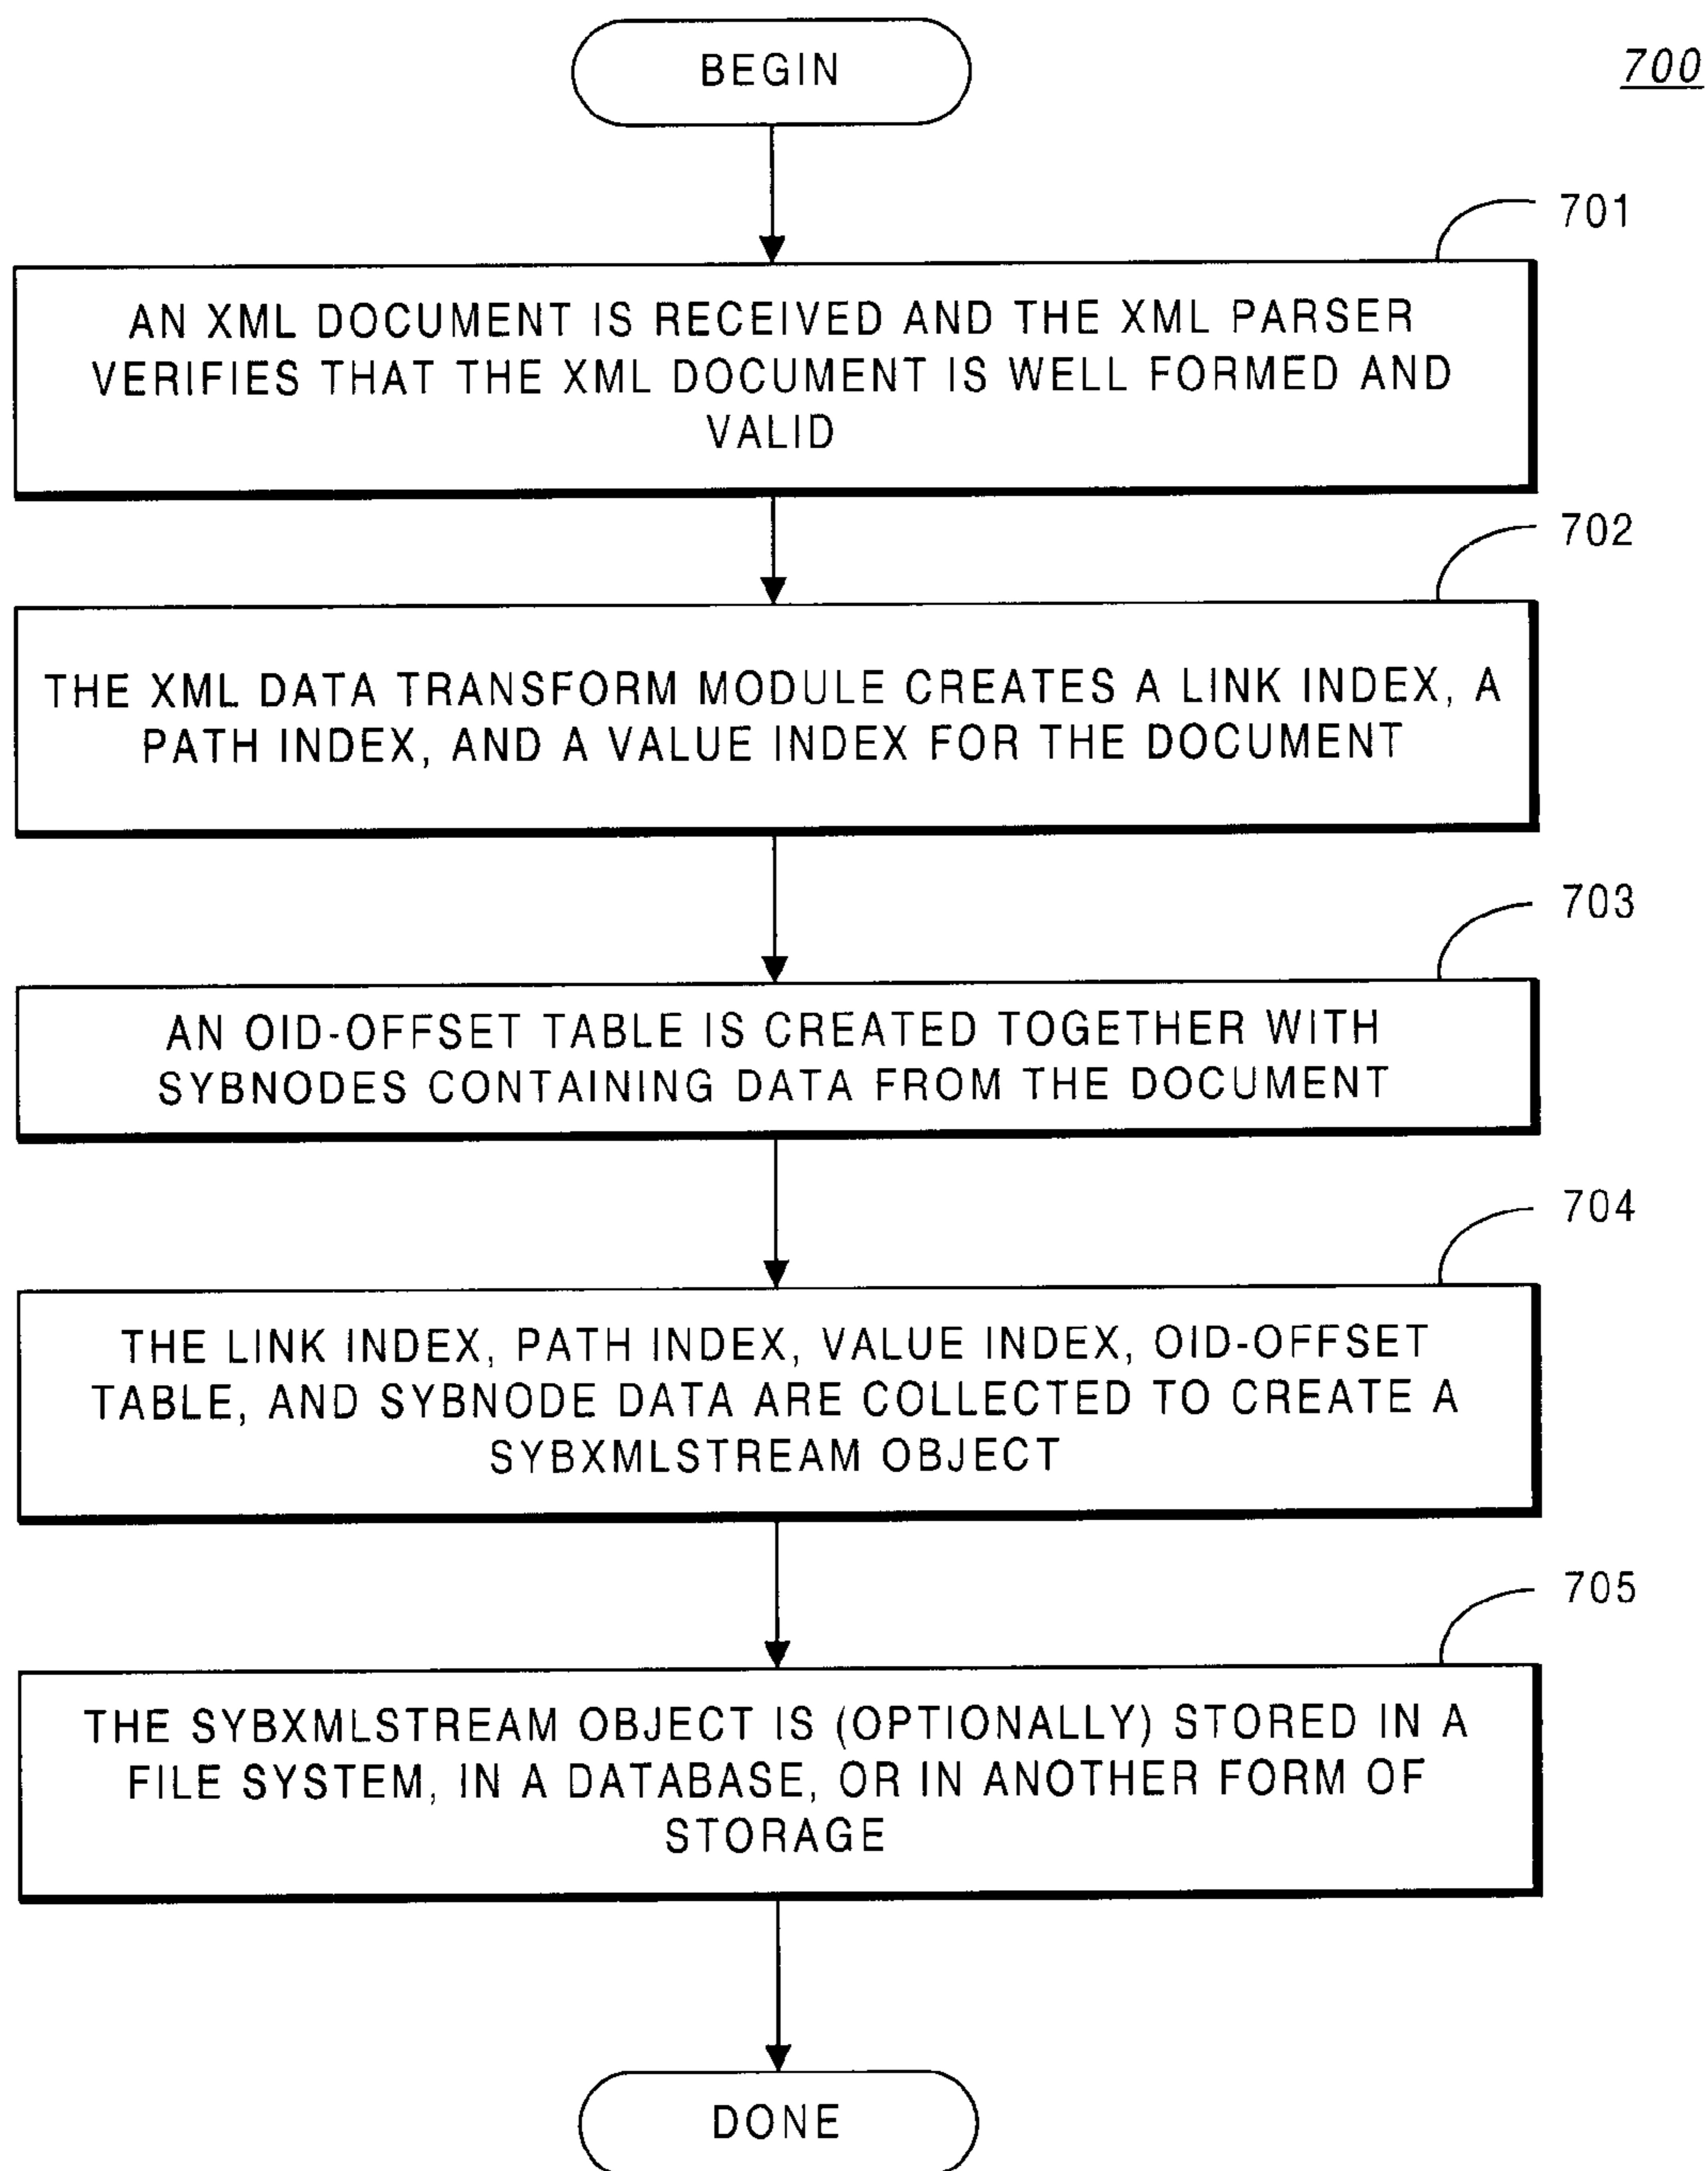 BEGIN
700
701
AN XML DOCUMENT IS RECEIVED AND THE XML PARSER
VERIFIES THAT THE XML DOCUMENT IS WELL FORMED AND
VALID
702
THE XML DATA TRANSFORM MODULE CREATES A LINK INDEX, A
PATH INDEX, AND A VALUE INDEX FOR THE DOCUMENT
703
AN OID-OFFSET TABLE IS CREATED TOGETHER WITH
SYBNODES CONTAINING DATA FROM THE DOCUMENT
704
THE LINK INDEX, PATH INDEX, VALUE INDEX, OID-OFFSET
TABLE, AND SYBNODE DATA ARE COLLECTED TO CREATE A
SYBXMLSTREAM OBJECT
705
THE SYBXMLSTREAM OBJECT IS (OPTIONALLY) STORED IN A
FILE SYSTEM, IN A DATABASE, OR IN ANOTHER FORM OF
STORAGE
DONE